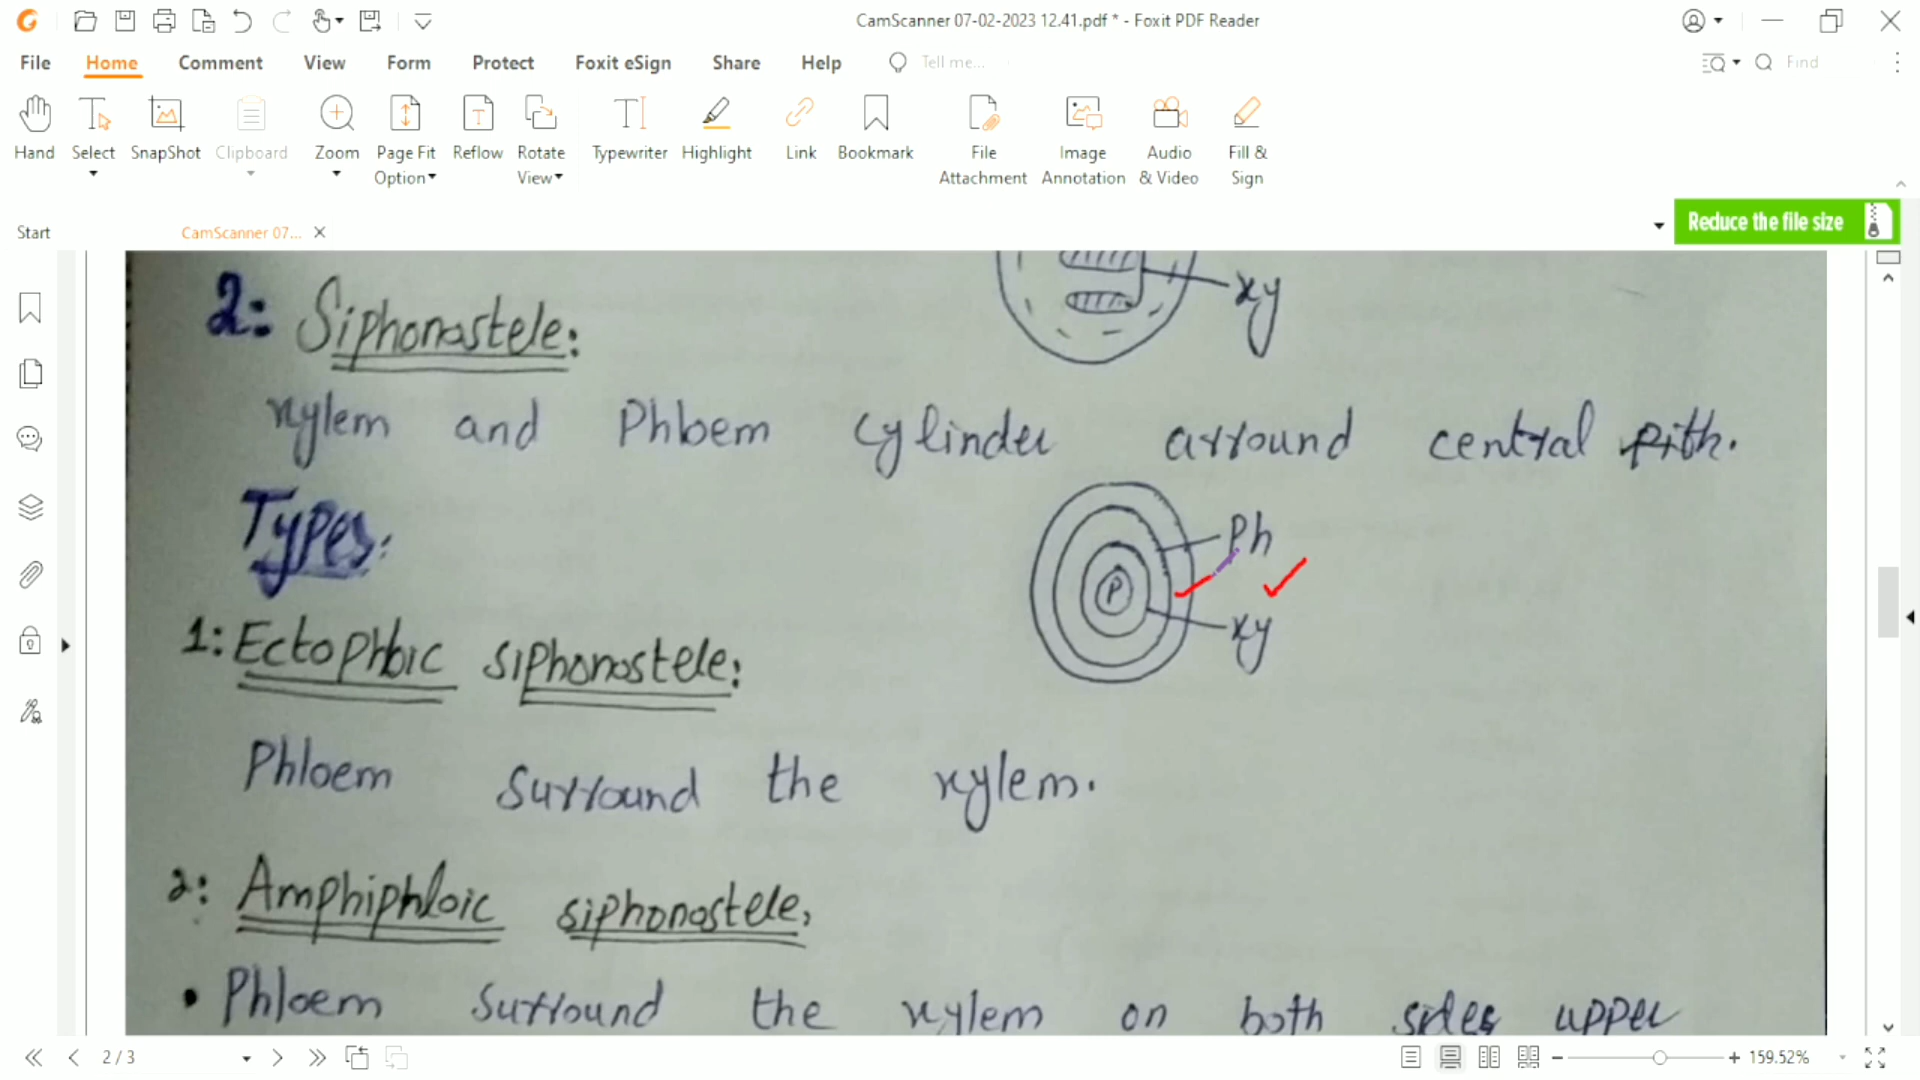 CamScanner 07-02-2023 12.41.pdf * - Foxit PDF Reader
File Home Comment View Form Protect Foxit eSign Share Help Tell me... Find
Hand Select SnapShot Clipboard Zoom Page Fit Option Reflow Rotate View Typewriter Highlight Link Bookmark File Attachment Image Annotation Audio & Video Fill & Sign
Reduce the file size
Start CamScanner 07...
xy
2: Siphonostele:
xylem and Phloem cylinder arround central pith.
Types:
Ph
P
xy
1: Ectophloic siphonostele:
Phloem surround the xylem.
2: Amphiphloic siphonostele,
• Phloem surround the xylem on both sides upper
2 / 3 159.52%